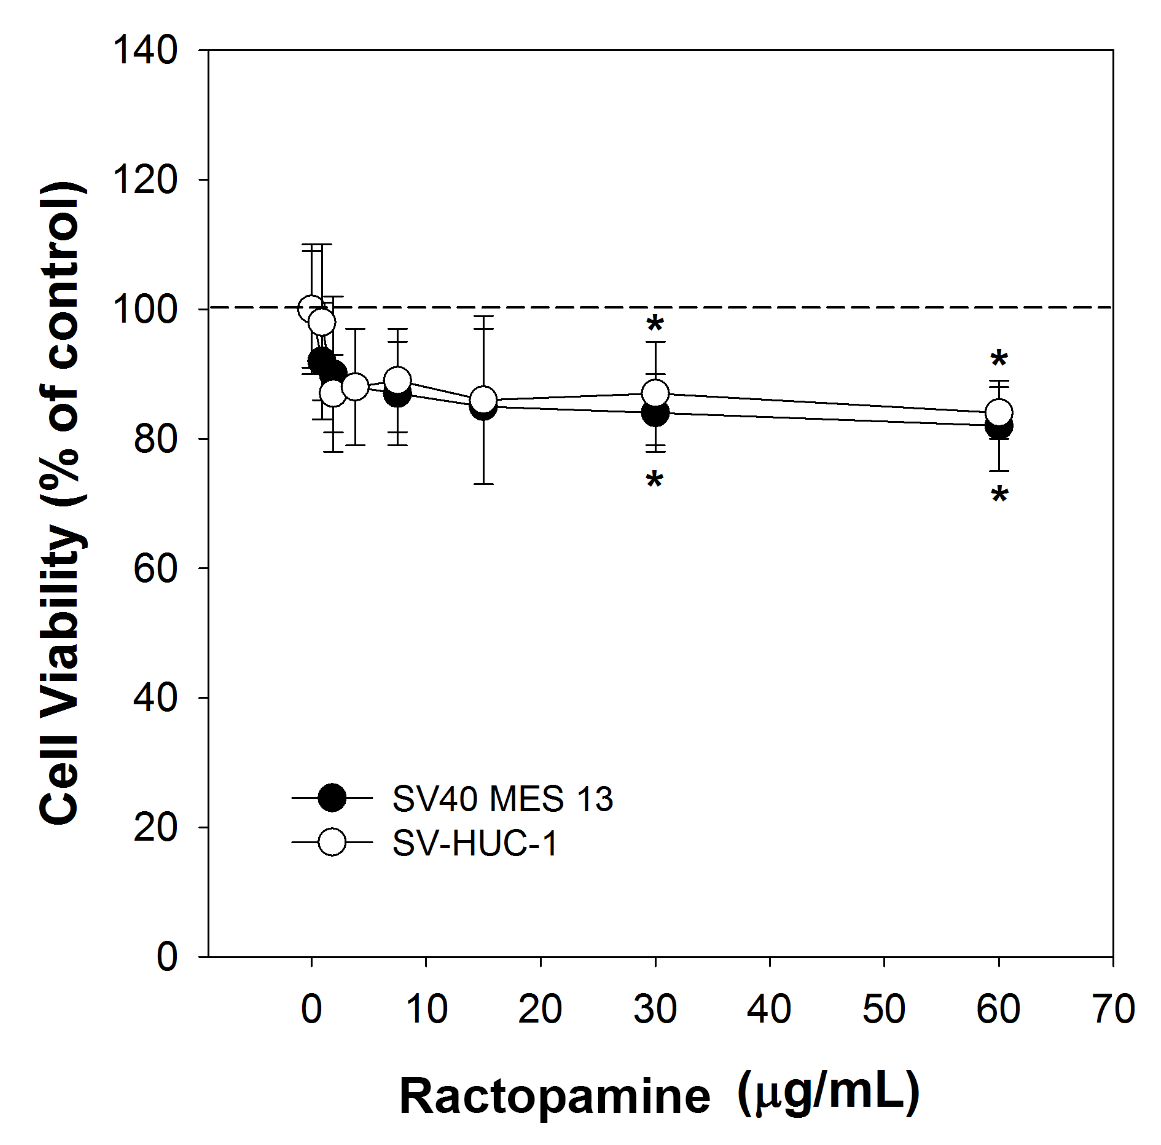 140
120
100
80
60
40
20
0
Cell Viability (% of control)
*
*
*
*
SV40 MES 13
SV-HUC-1
0 10 20 30 40 50 60 70
Ractopamine (μg/mL)